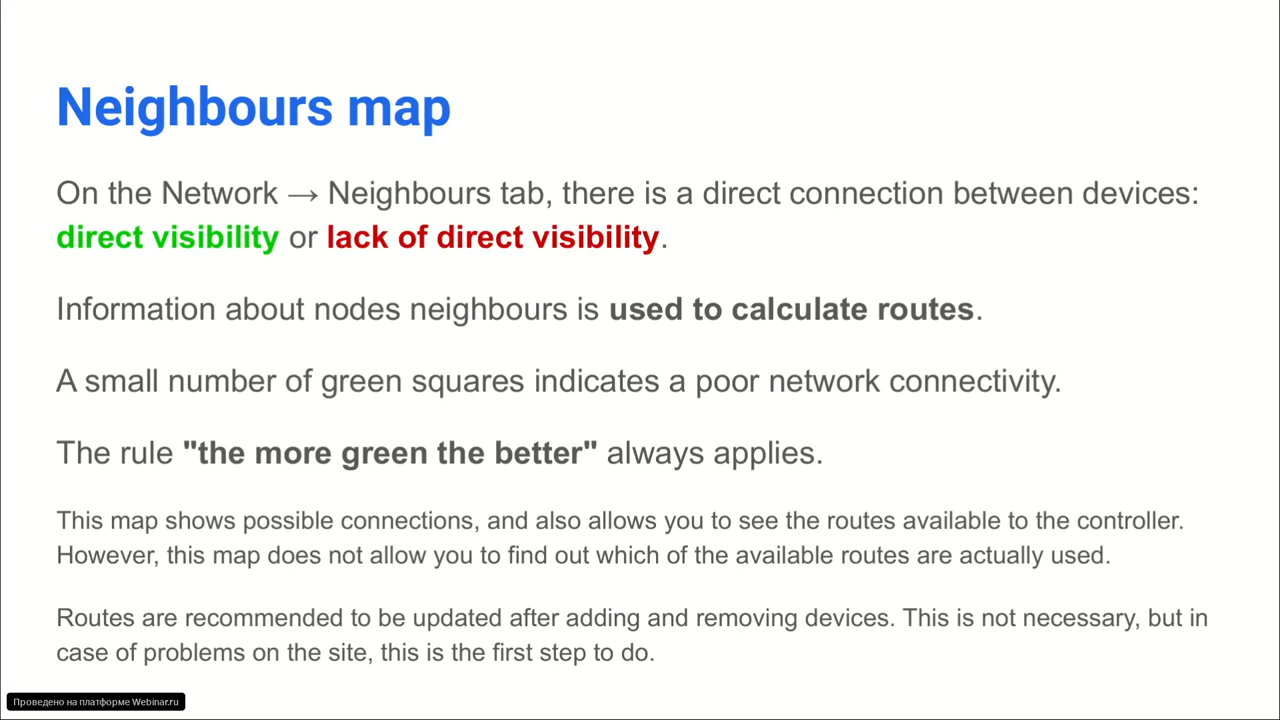 Neighbours map
On the Network → Neighbours tab, there is a direct connection between devices:
direct visibility or lack of direct visibility.
Information about nodes neighbours is used to calculate routes.
A small number of green squares indicates a poor network connectivity.
The rule "the more green the better" always applies.
This map shows possible connections, and also allows you to see the routes available to the controller.
However, this map does not allow you to find out which of the available routes are actually used.
Routes are recommended to be updated after adding and removing devices. This is not necessary, but in
case of problems on the site, this is the first step to do.
Проведено на платформе Webinar.ru